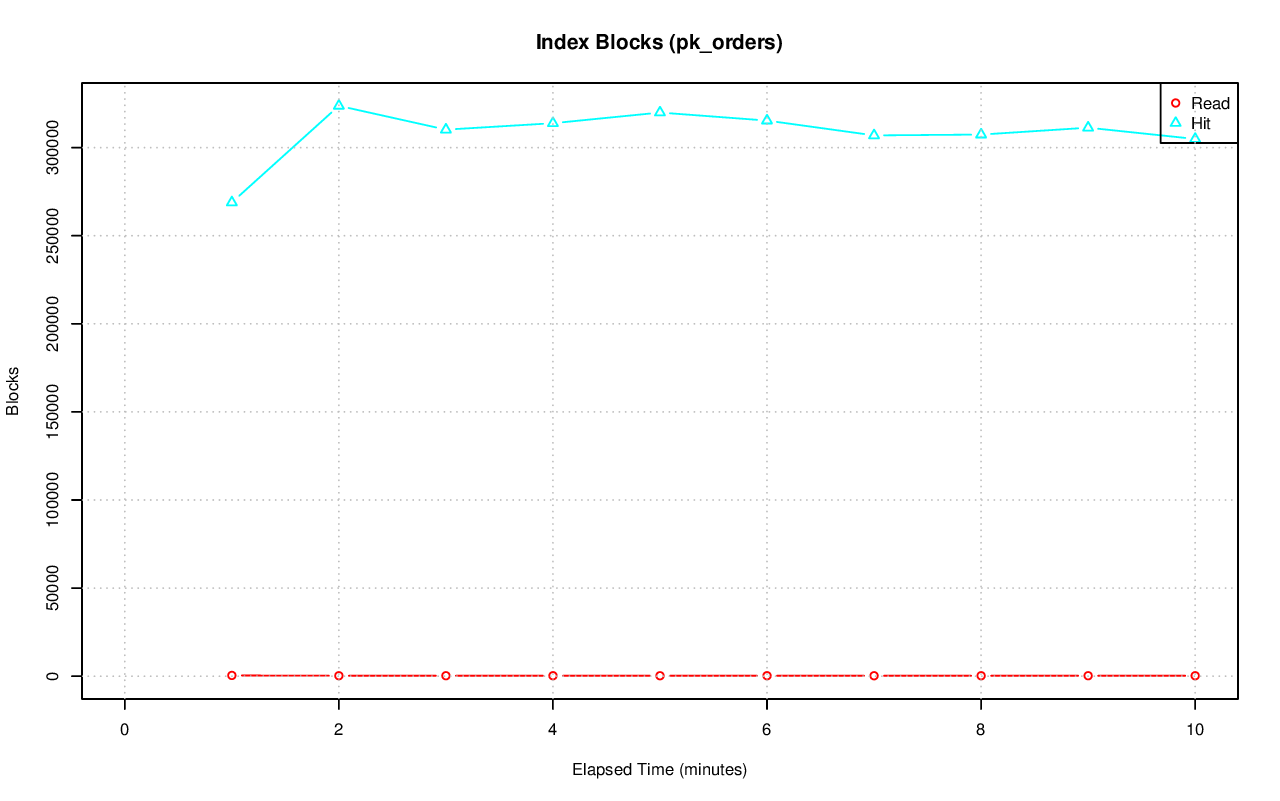 Index Blocks (pk_orders)
Read
Hit
Blocks
300000
250000
200000
150000
100000
50000
0
0 2 4 6 8 10
Elapsed Time (minutes)